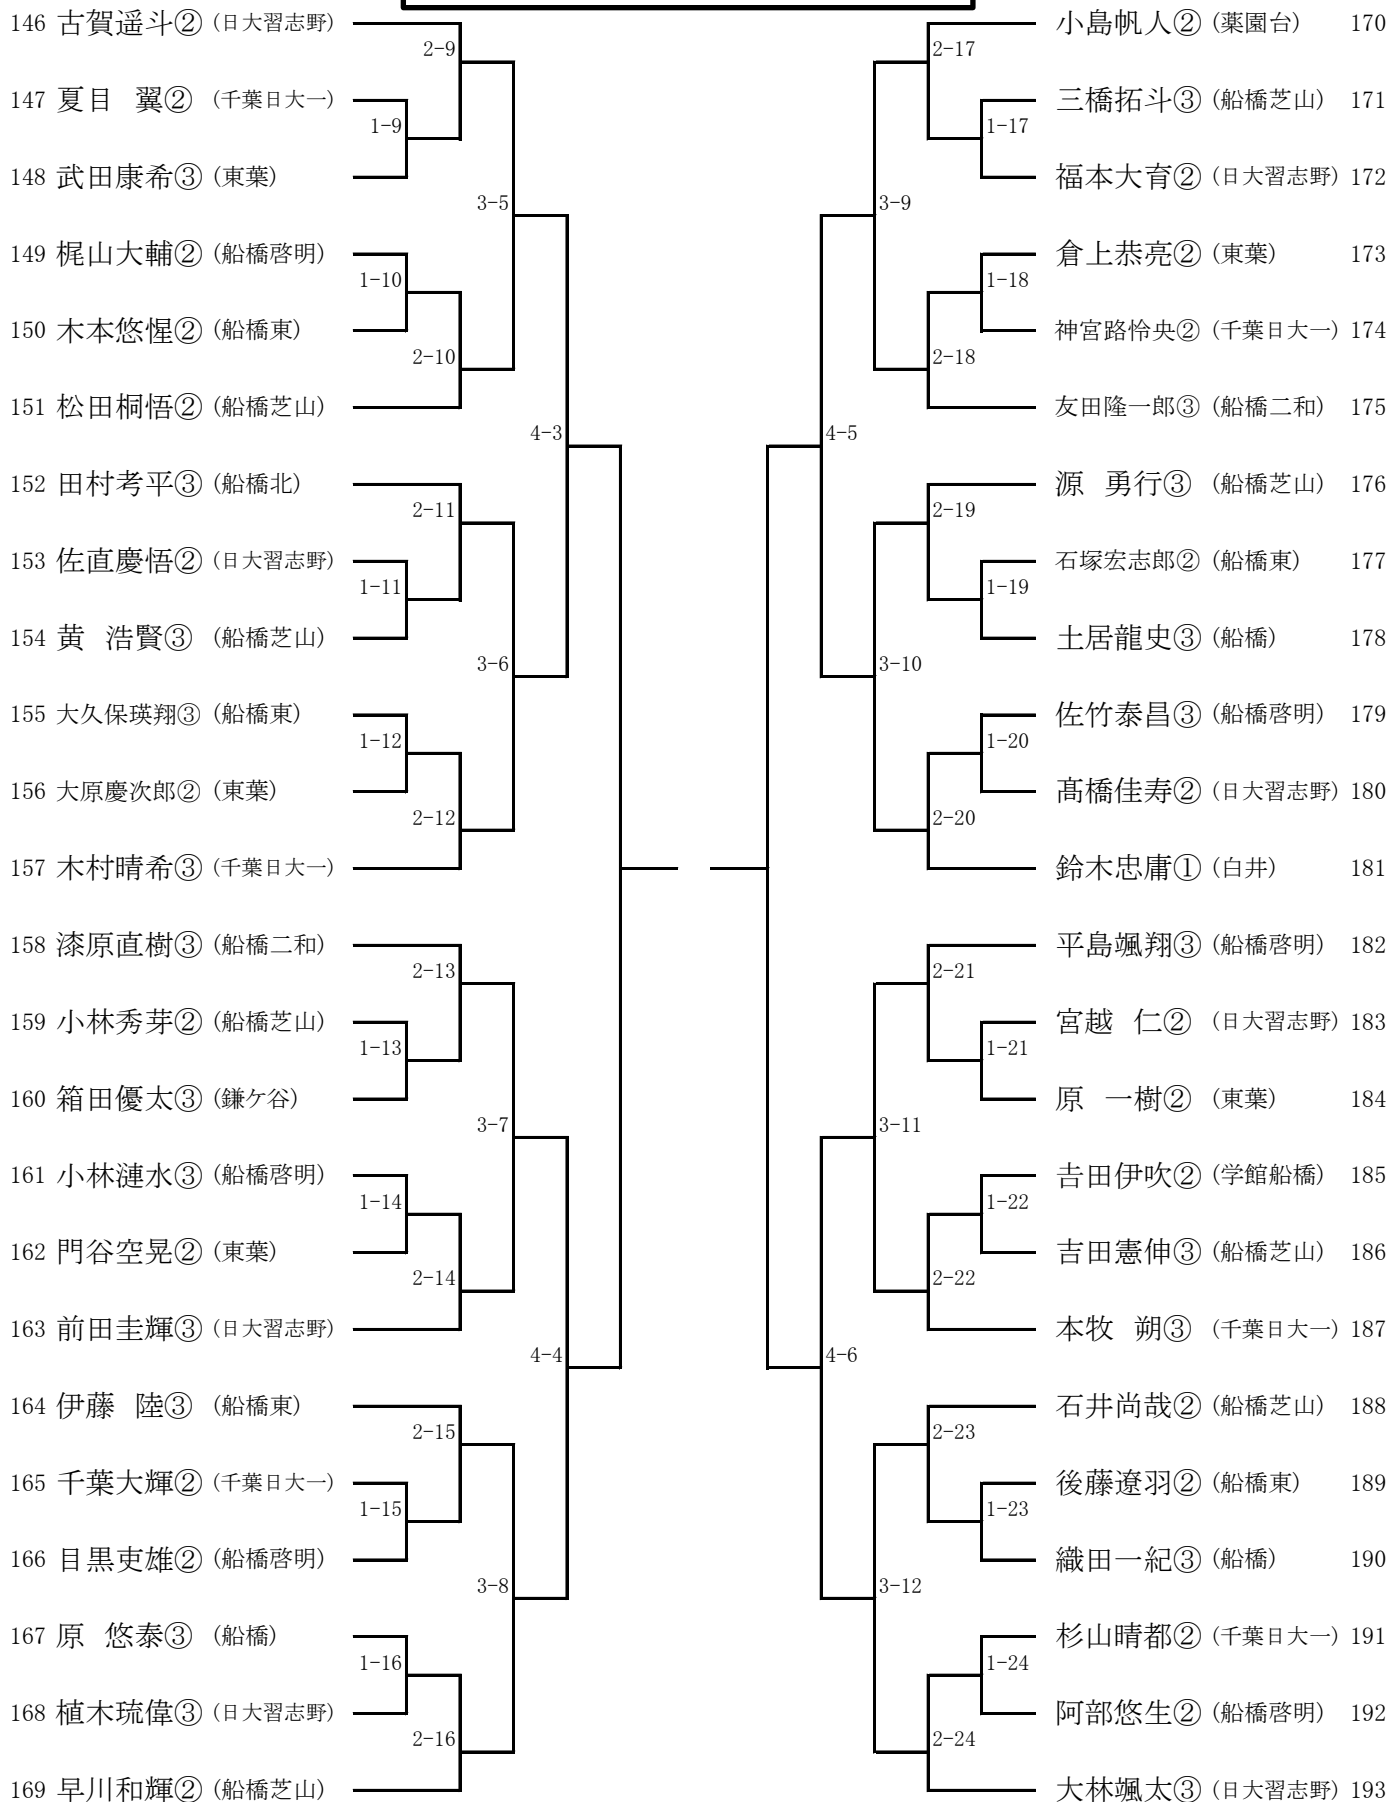 146 古賀遥斗② (日大習志野)
2-9
147 夏目 翼② (千葉日大一)
1-9
148 武田康希③ (東葉)
3-5
149 梶山大輔② (船橋啓明)
1-10
150 木本悠惺② (船橋東)
2-10
151 松田桐悟② (船橋芝山)
4-3
152 田村考平③ (船橋北)
2-11
153 佐直慶悟② (日大習志野)
1-11
154 黄 浩賢③ (船橋芝山)
3-6
155 大久保瑛翔③ (船橋東)
1-12
156 大原慶次郎② (東葉)
2-12
157 木村晴希③ (千葉日大一)
158 漆原直樹③ (船橋二和)
2-13
159 小林秀芽② (船橋芝山)
1-13
160 箱田優太③ (鎌ケ谷)
3-7
161 小林漣水③ (船橋啓明)
1-14
162 門谷空晃② (東葉)
2-14
163 前田圭輝③ (日大習志野)
4-4
164 伊藤 陸③ (船橋東)
2-15
165 千葉大輝② (千葉日大一)
1-15
166 目黒吏雄② (船橋啓明)
3-8
167 原 悠泰③ (船橋)
1-16
168 植木琉偉③ (日大習志野)
2-16
169 早川和輝② (船橋芝山)
小島帆人② (薬園台) 170
2-17
三橋拓斗③ (船橋芝山) 171
1-17
福本大育② (日大習志野) 172
3-9
倉上恭亮② (東葉) 173
1-18
神宮路怜央② (千葉日大一) 174
2-18
友田隆一郎③ (船橋二和) 175
4-5
源 勇行③ (船橋芝山) 176
2-19
石塚宏志郎② (船橋東) 177
1-19
土居龍史③ (船橋) 178
3-10
佐竹泰昌③ (船橋啓明) 179
1-20
髙橋佳寿② (日大習志野) 180
2-20
鈴木忠庸① (白井) 181
平島颯翔③ (船橋啓明) 182
2-21
宮越 仁② (日大習志野) 183
1-21
原 一樹② (東葉) 184
3-11
𠮷田伊吹② (学館船橋) 185
1-22
吉田憲伸③ (船橋芝山) 186
2-22
本牧 朔③ (千葉日大一) 187
4-6
石井尚哉② (船橋芝山) 188
2-23
後藤遼羽② (船橋東) 189
1-23
織田一紀③ (船橋) 190
3-12
杉山晴都② (千葉日大一) 191
1-24
阿部悠生② (船橋啓明) 192
2-24
大林颯太③ (日大習志野) 193